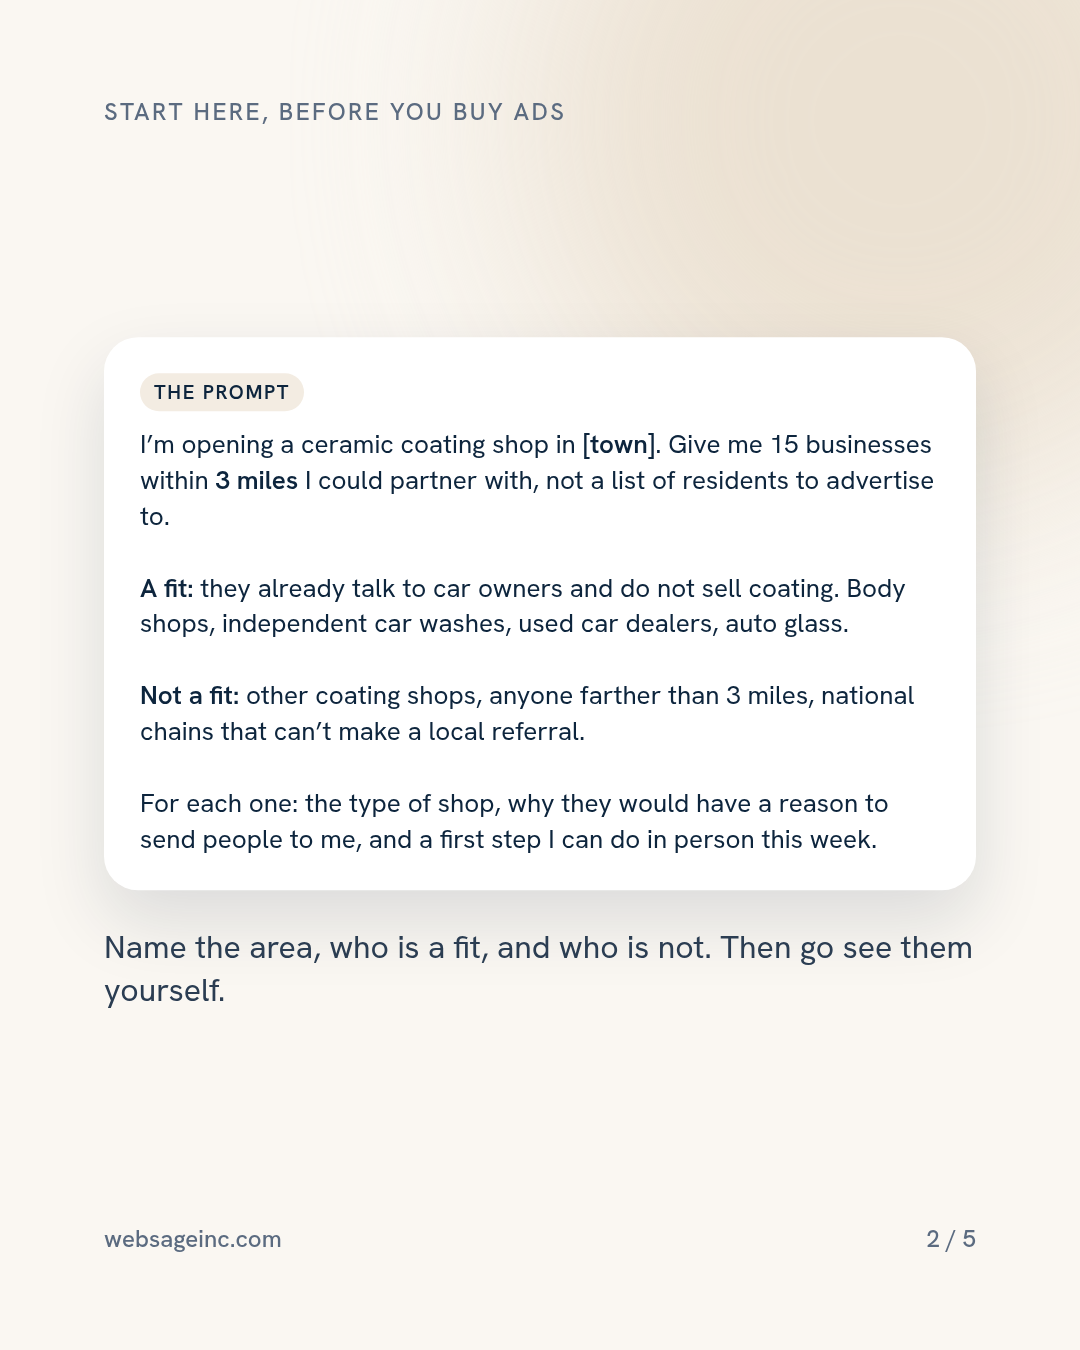 START HERE, BEFORE YOU BUY ADS
THE PROMPT
I’m opening a ceramic coating shop in [town]. Give me 15 businesses
within 3 miles I could partner with, not a list of residents to advertise
to.
A fit: they already talk to car owners and do not sell coating. Body
shops, independent car washes, used car dealers, auto glass.
Not a fit: other coating shops, anyone farther than 3 miles, national
chains that can’t make a local referral.
For each one: the type of shop, why they would have a reason to
send people to me, and a first step I can do in person this week.
Name the area, who is a fit, and who is not. Then go see them
yourself.
websageinc.com
2 / 5